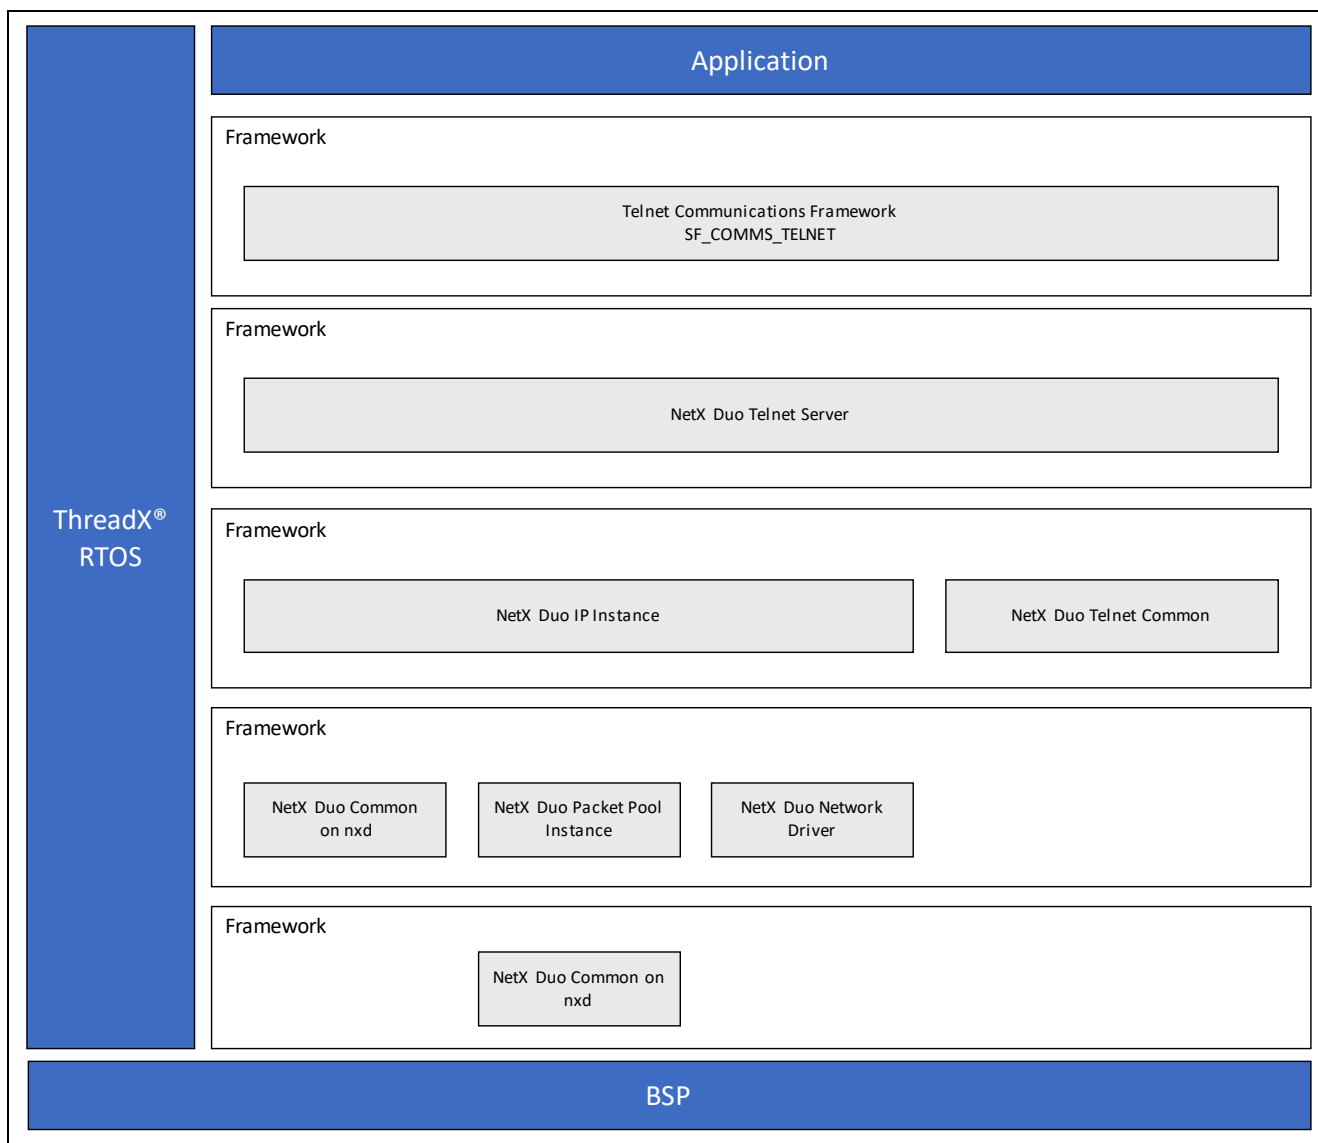 Application
Framework
Telnet Communications Framework
SF_COMMS_TELNET
Framework
NetX Duo Telnet Server
ThreadX®
RTOS
Framework
NetX Duo IP Instance
NetX Duo Telnet Common
Framework
NetX Duo Common
on nxd
NetX Duo Packet Pool
Instance
NetX Duo Network
Driver
Framework
NetX Duo Common on
nxd
BSP